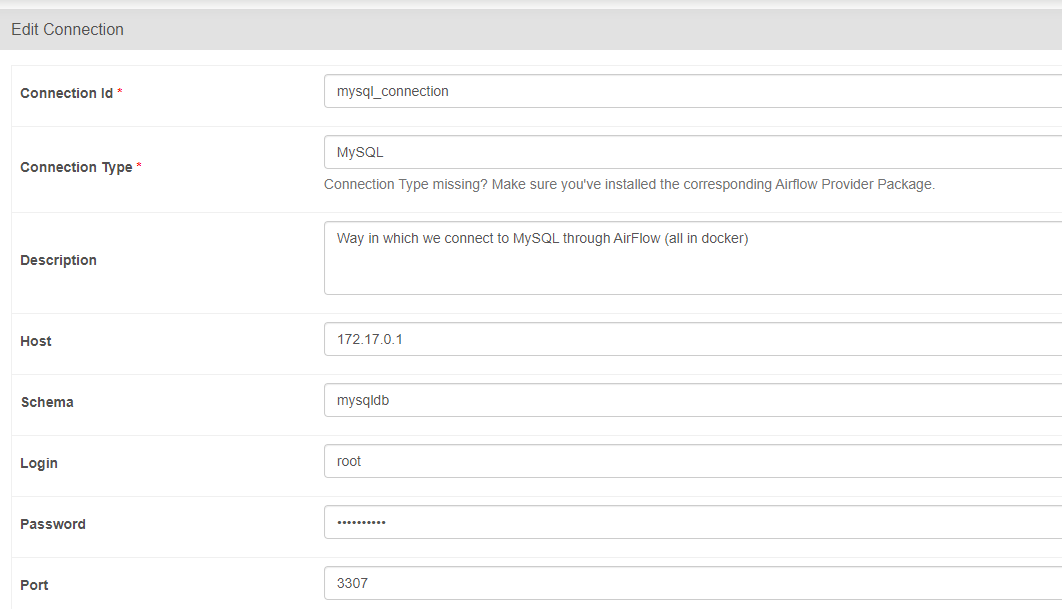 Edit Connection
Connection Id *
mysql_connection
Connection Type *
MySQL
Connection Type missing? Make sure you've installed the corresponding Airflow Provider Package.
Description
Way in which we connect to MySQL through AirFlow (all in docker)
Host
172.17.0.1
Schema
mysqldb
Login
root
Password
••••••••••
Port
3307